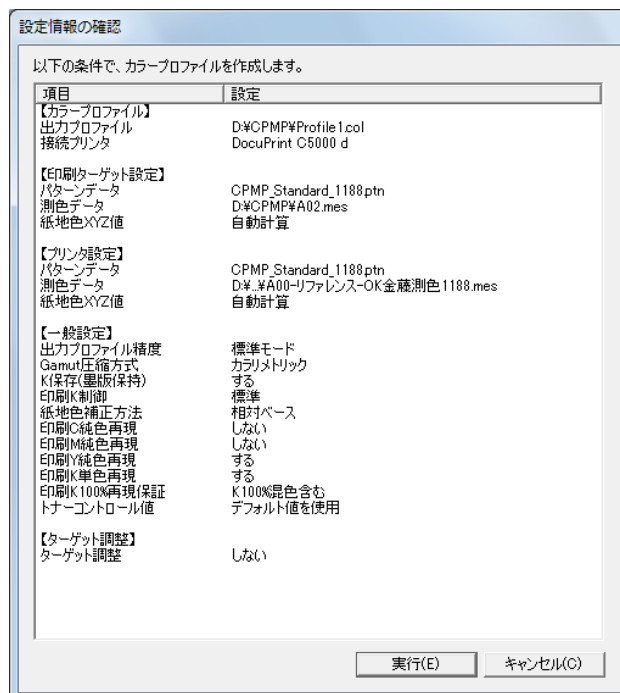 設定情報の確認
以下の条件で、カラープロファイルを作成します。
項目 設定
【カラープロファイル】
出力プロファイル D:¥CPMP¥Profile1.col
接続プリンタ DocuPrint C5000 d
【印刷ターゲット設定】
パターンデータ CPMP_Standard_1188.ptn
測色データ D:¥CPMP¥A02.mes
紙地色XYZ値 自動計算
【プリンタ設定】
パターンデータ CPMP_Standard_1188.ptn
測色データ D:¥..¥A00-リファレンス-OK金藤測色1188.mes
紙地色XYZ値 自動計算
【一般設定】
出力プロファイル精度 標準モード
Gamut圧縮方式 カラリメトリック
K保存(墨版保持) する
印刷K制御 標準
紙地色補正方法 相対ベース
印刷C純色再現 しない
印刷M純色再現 しない
印刷Y純色再現 する
印刷K単色再現 する
印刷K100%再現保証 K100%混色含む
トナーコントロール値 デフォルト値を使用
【ターゲット調整】
ターゲット調整 しない
実行(E) キャンセル(C)